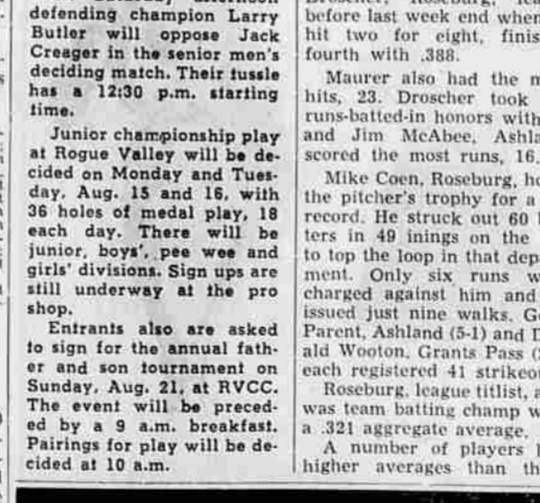 defending champion Larry
Butler will oppose Jack
Creager in the senior men's
deciding match. Their tussle
has a 12:30 p.m. starting
time.
Junior championship play
at Rogue Valley will be de-
cided on Monday and Tues-
day, Aug. 15 and 16, with
36 holes of medal play, 18
each day. There will be
junior, boys', pee wee and
girls' divisions. Sign ups are
still underway at the pro
shop.
Entrants also are asked
to sign for the annual fath-
er and son tournament on
Sunday, Aug. 21, at RVCC.
The event will be preced-
ed by a 9 a.m. breakfast.
Pairings for play will be de-
cided at 10 a.m.
before last week end when
hit two for eight, finis
fourth with .388.
Maurer also had the m
hits, 23. Droscher took
runs-batted-in honors with
and Jim McAbee, Ashla
scored the most runs, 16.
Mike Coen, Roseburg, ho
the pitcher's trophy for a
record. He struck out 60
ters in 49 inings on the
to top the loop in that dep
ment. Only six runs w
charged against him and
issued just nine walks. Ge
Parent, Ashland (5-1) and D
ald Wooton, Grants Pass (
each registered 41 strikeou
Roseburg, league titlist, a
was team batting champ w
a .321 aggregate average.
A number of players
higher averages than th